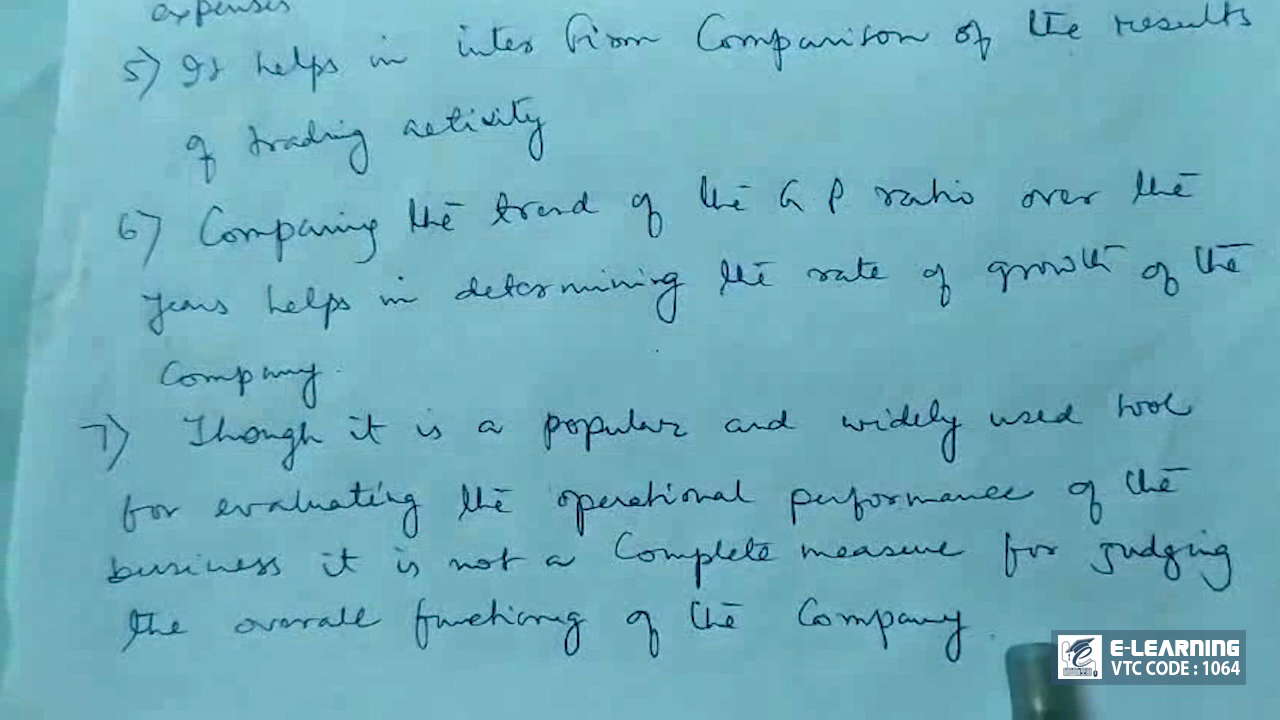 expenses
5) It helps in inter firm Comparison of the results
of trading activity
6) Comparing the trend of the G P ratio over the
years helps in determining the rate of growth of the
Company.
7) Though it is a popular and widely used tool
for evaluating the operational performance of the
business it is not a Complete measure for judging
the overall functiong of the Company.
E-LEARNING
VTC CODE : 1064